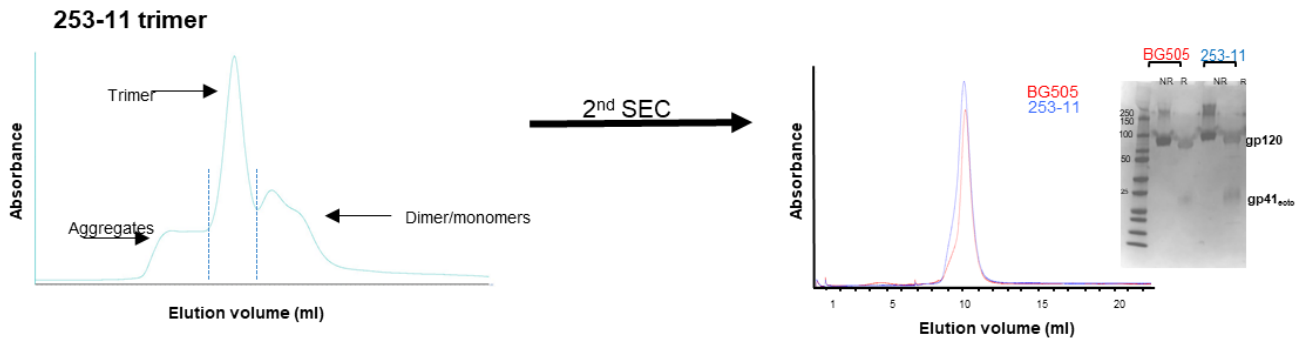 253-11 trimer
Absorbance
Trimer
Aggregates
Dimer/monomers
Elution volume (ml)
2nd SEC
Absorbance
BG505
253-11
1 5 10 15 20
Elution volume (ml)
BG505 253-11
NR R NR R
250
150
100
50
25
gp120
gp41ecto